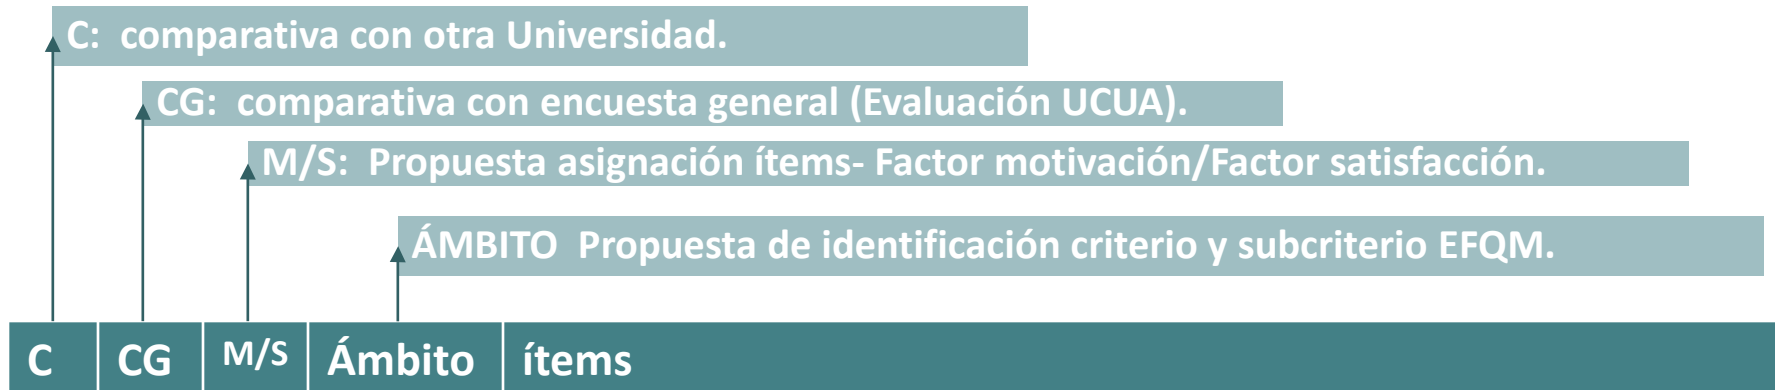 C: comparativa con otra Universidad.
CG: comparativa con encuesta general (Evaluación UCUA).
M/S: Propuesta asignación ítems- Factor motivación/Factor satisfacción.
ÁMBITO Propuesta de identificación criterio y subcriterio EFQM.
C CG M/S Ámbito ítems